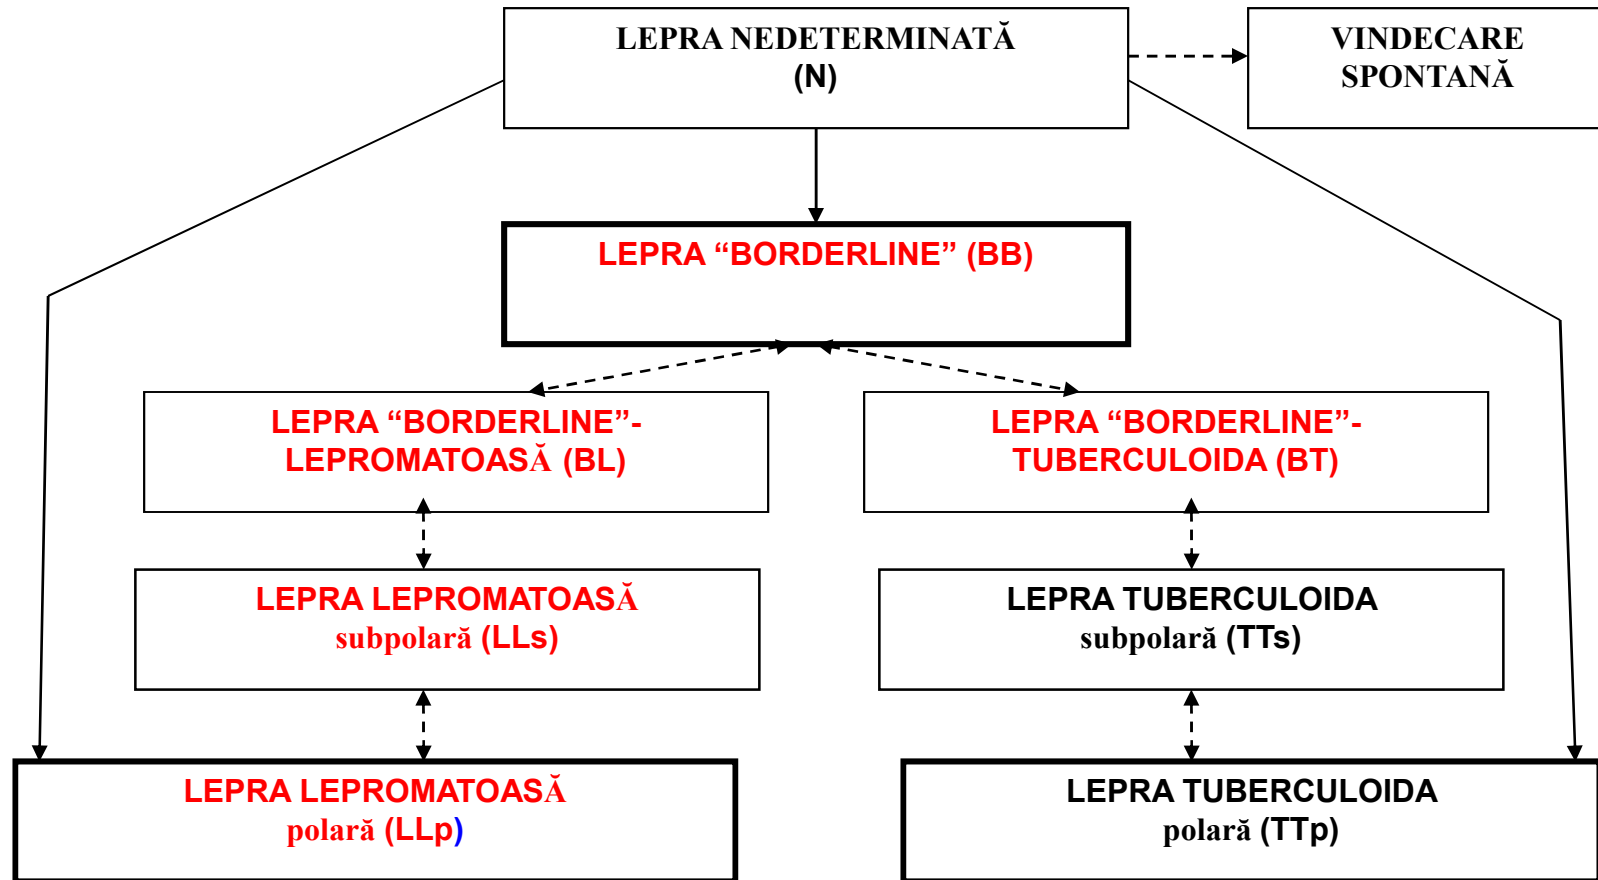 LEPRA NEDETERMINATĂ
(N)
VINDECARE
SPONTANĂ
LEPRA “BORDERLINE” (BB)
LEPRA “BORDERLINE”-
LEPROMATOASĂ (BL)
LEPRA “BORDERLINE”-
TUBERCULOIDA (BT)
LEPRA LEPROMATOASĂ
subpolară (LLs)
LEPRA TUBERCULOIDA
subpolară (TTs)
LEPRA LEPROMATOASĂ
polară (LLp)
LEPRA TUBERCULOIDA
polară (TTp)